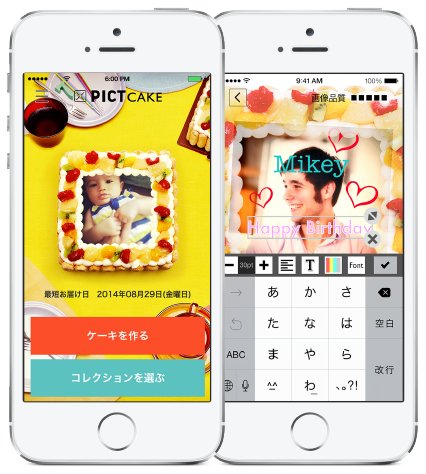 6:00 PM
PICTCAKE
最短お届け日 2014年08月29日(金曜日)
ケーキを作る
コレクションを選ぶ
9:41 AM 100%
画像品質 ■■■■■
Mikey
Happy Birthday
30pt T Font
→ あ か さ
た な は 空白
ABC ま や ら
改行
^^ わ_ 、。?!